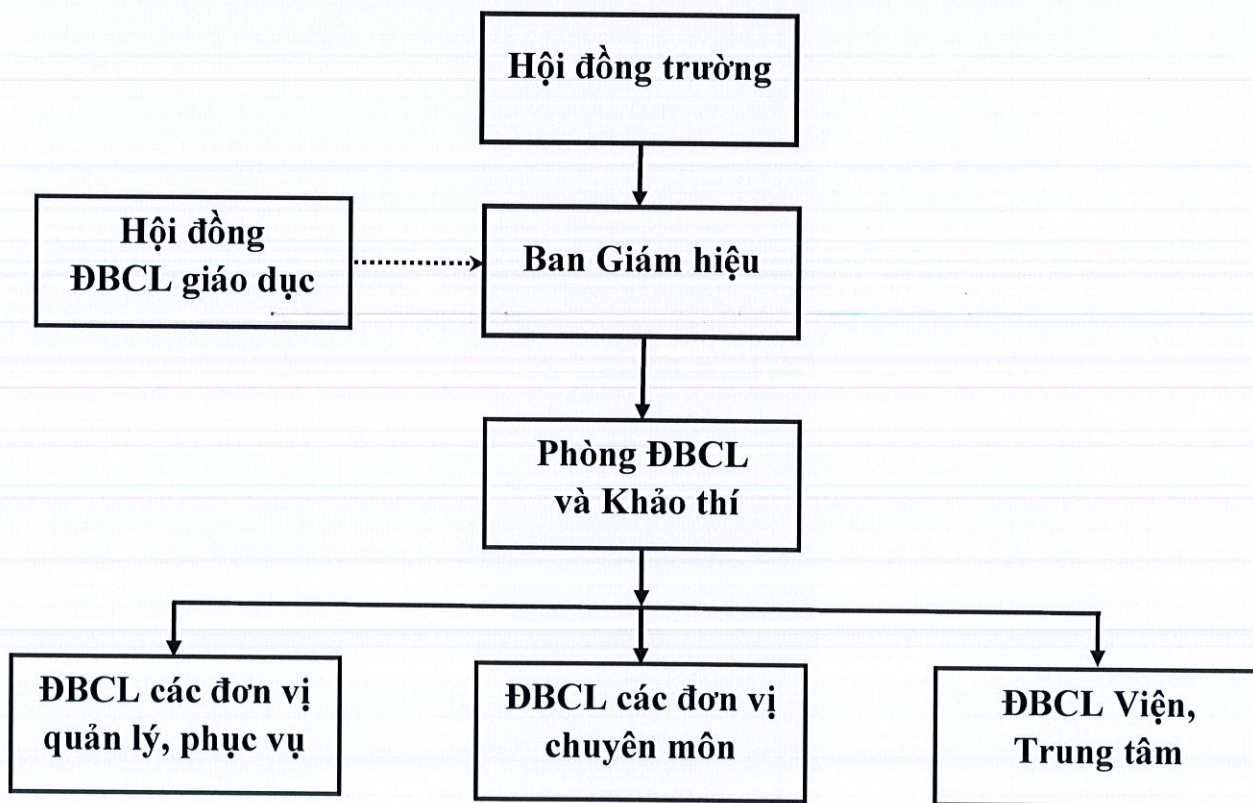 Hội đồng trường
Hội đồng
ĐBCL giáo dục
Ban Giám hiệu
Phòng ĐBCL
và Khảo thí
ĐBCL các đơn vị
quản lý, phục vụ
ĐBCL các đơn vị
chuyên môn
ĐBCL Viện,
Trung tâm